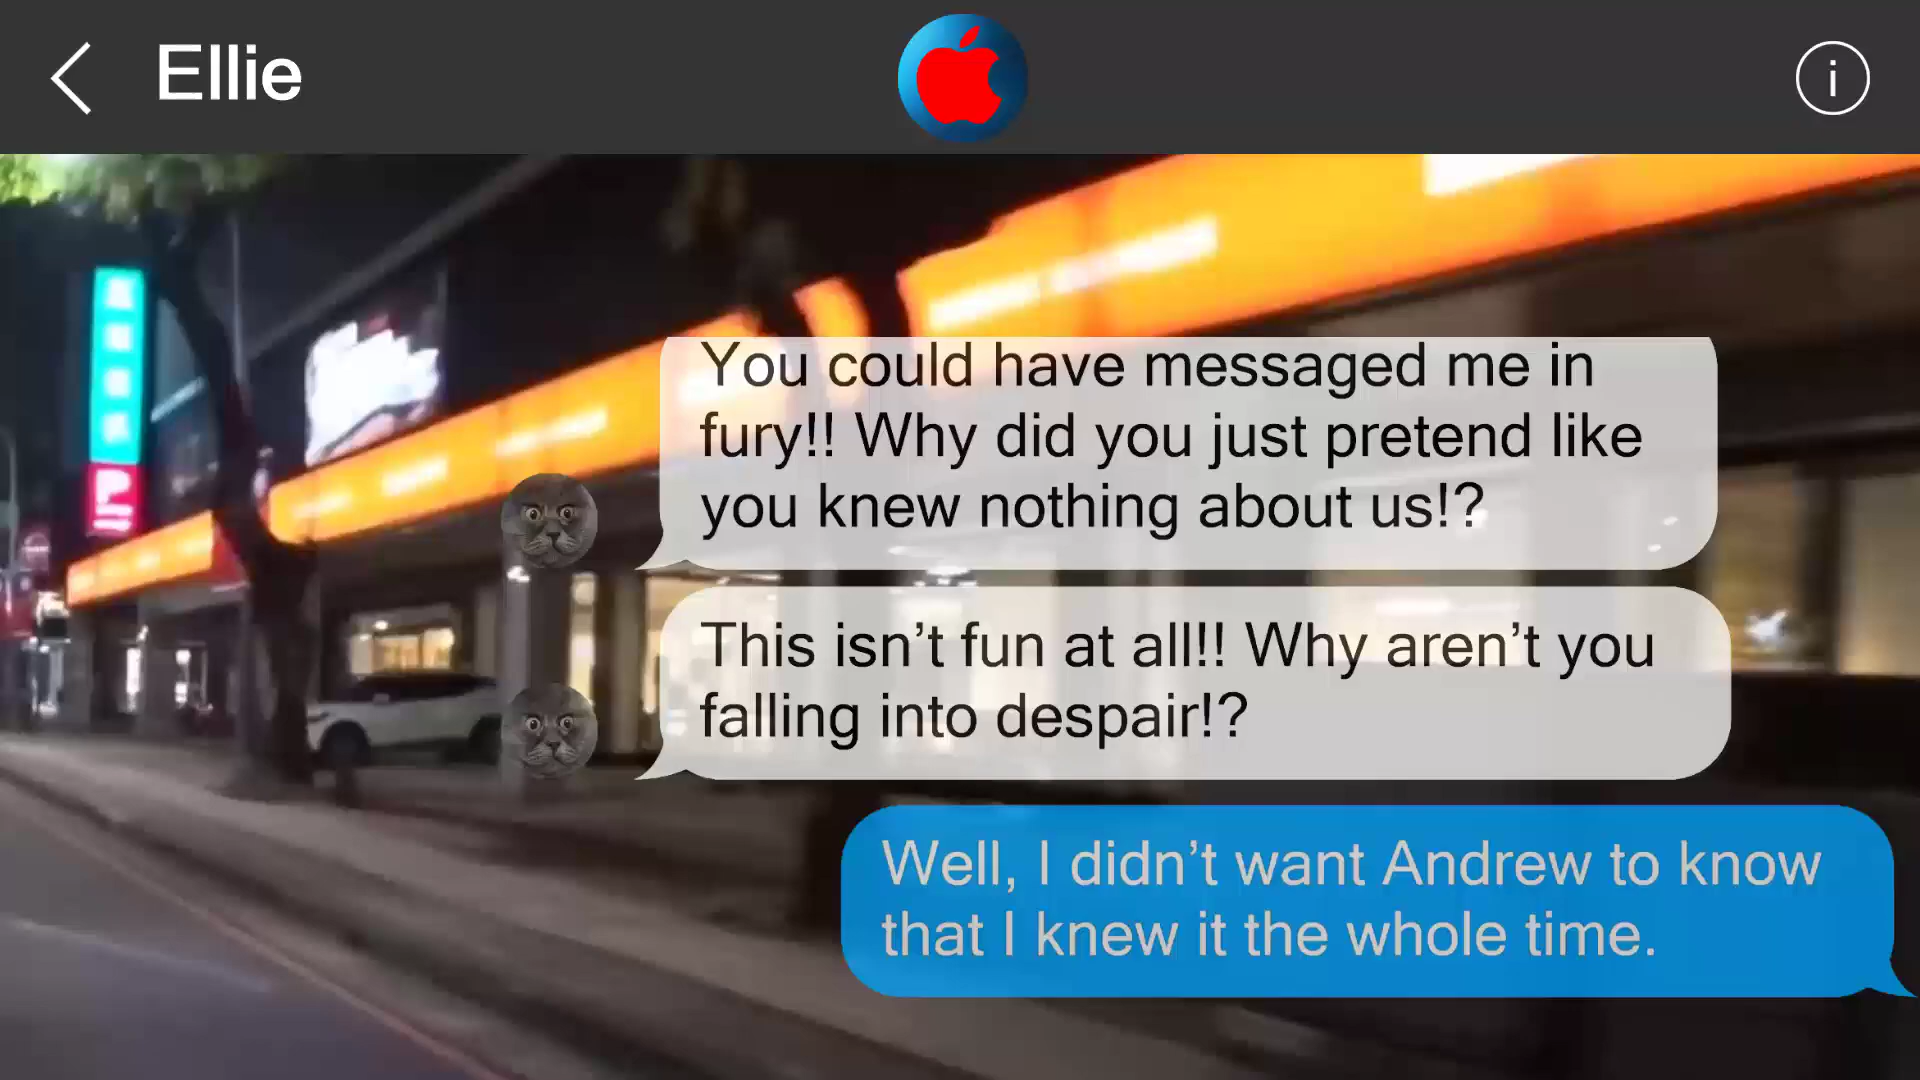 Ellie
You could have messaged me in
fury!! Why did you just pretend like
you knew nothing about us!?
This isn’t fun at all!! Why aren’t you
falling into despair!?
Well, I didn’t want Andrew to know
that I knew it the whole time.
P